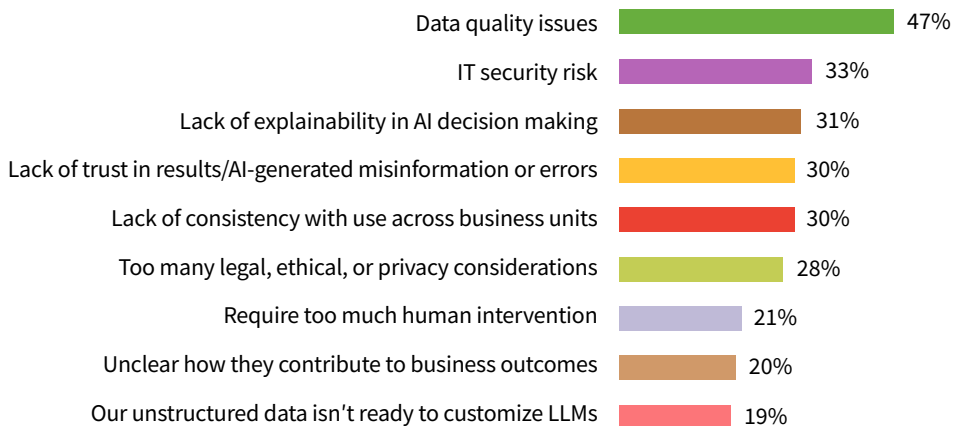 Data quality issues 47%
IT security risk 33%
Lack of explainability in AI decision making 31%
Lack of trust in results/AI-generated misinformation or errors 30%
Lack of consistency with use across business units 30%
Too many legal, ethical, or privacy considerations 28%
Require too much human intervention 21%
Unclear how they contribute to business outcomes 20%
Our unstructured data isn't ready to customize LLMs 19%